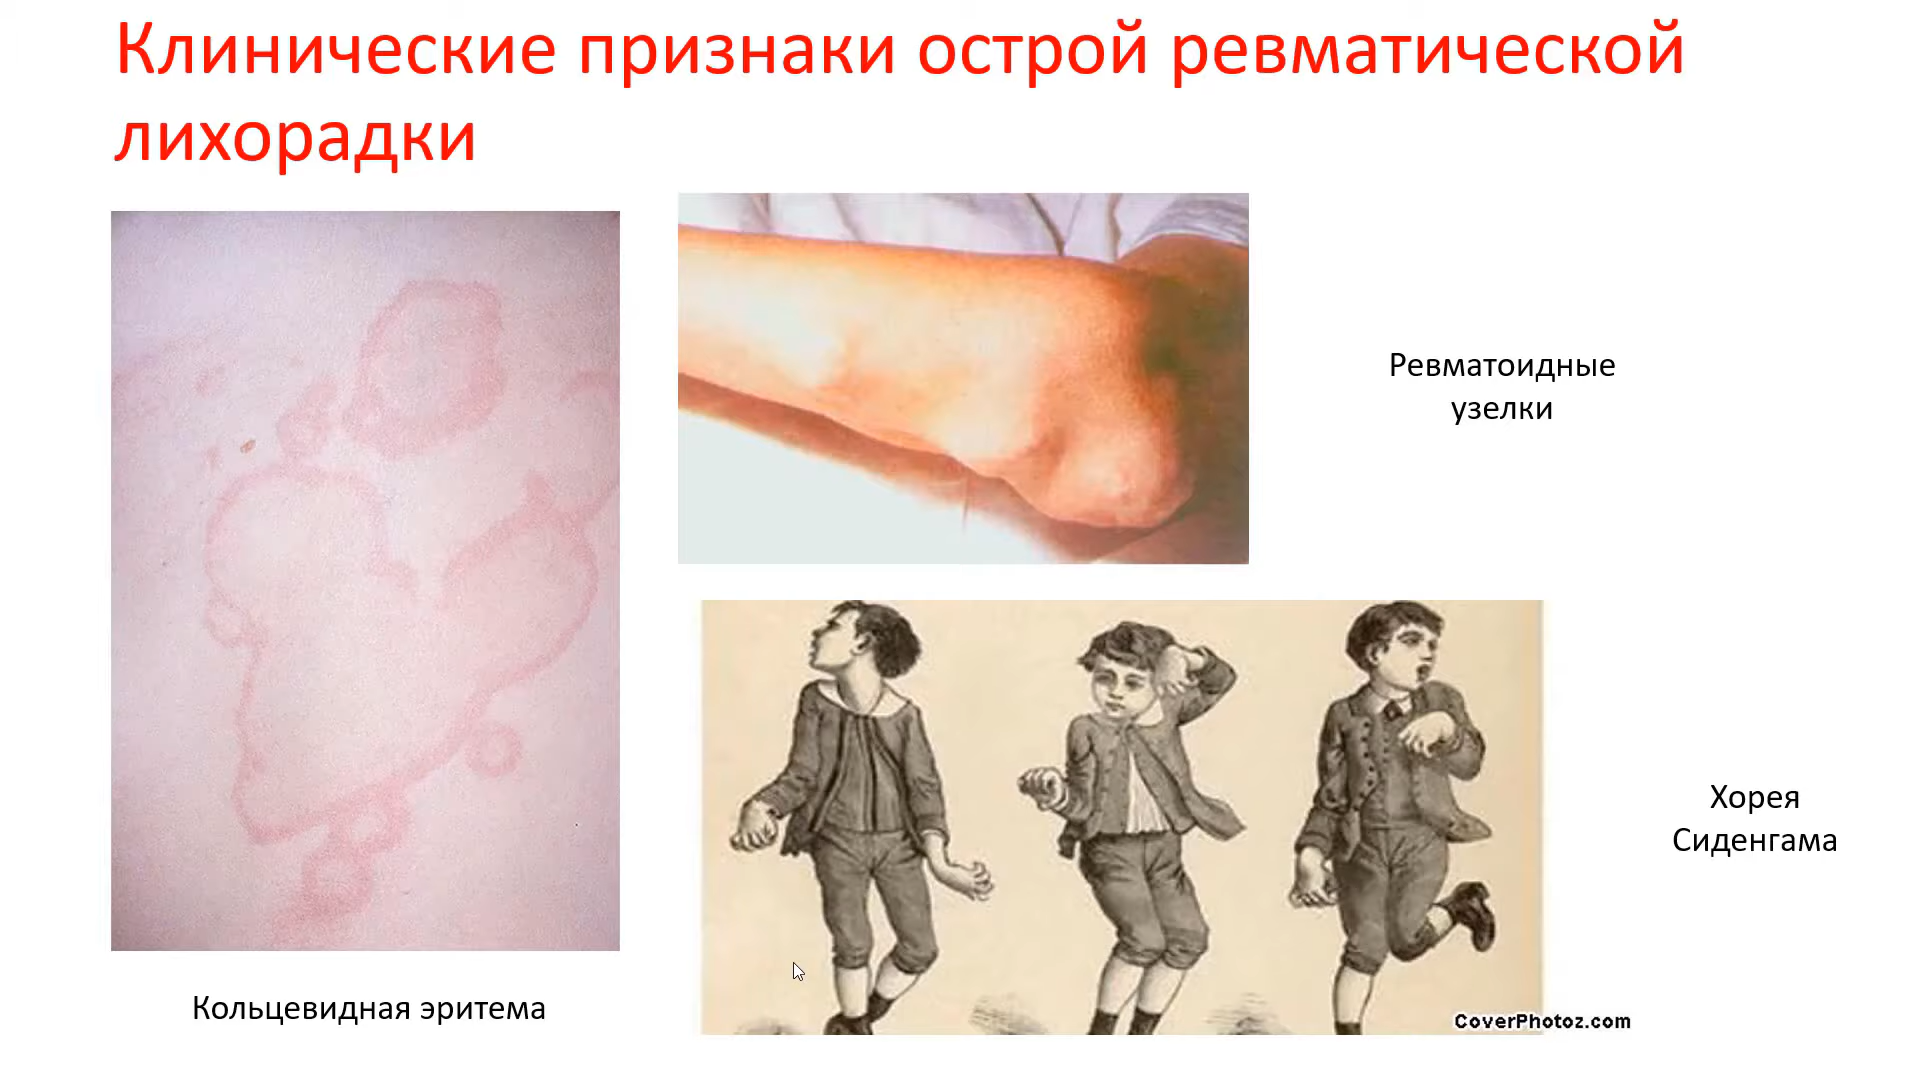 Клинические признаки острой ревматической
лихорадки
Ревматоидные
узелки
Хорея
Сиденгама
Кольцевидная эритема
CoverPhotoz.com